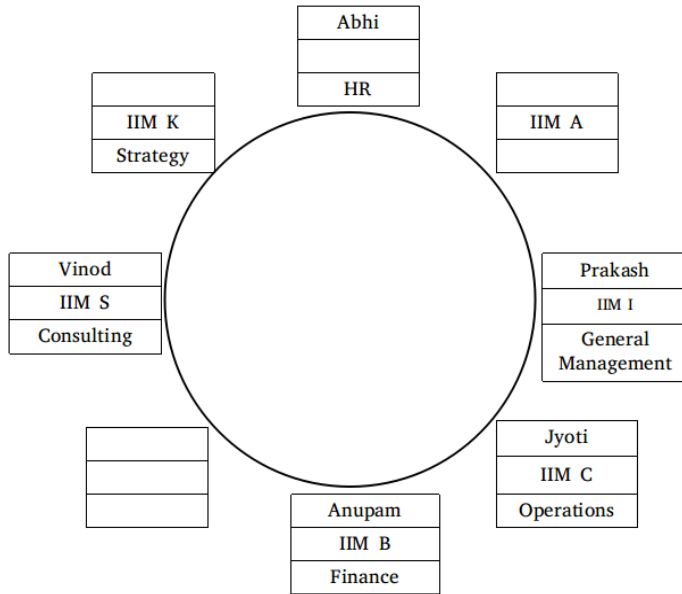 Abhi
HR
IIM K
Strategy
IIM A
Vinod
IIM S
Consulting
Prakash
IIM I
General
Management
Jyoti
IIM C
Operations
Anupam
IIM B
Finance